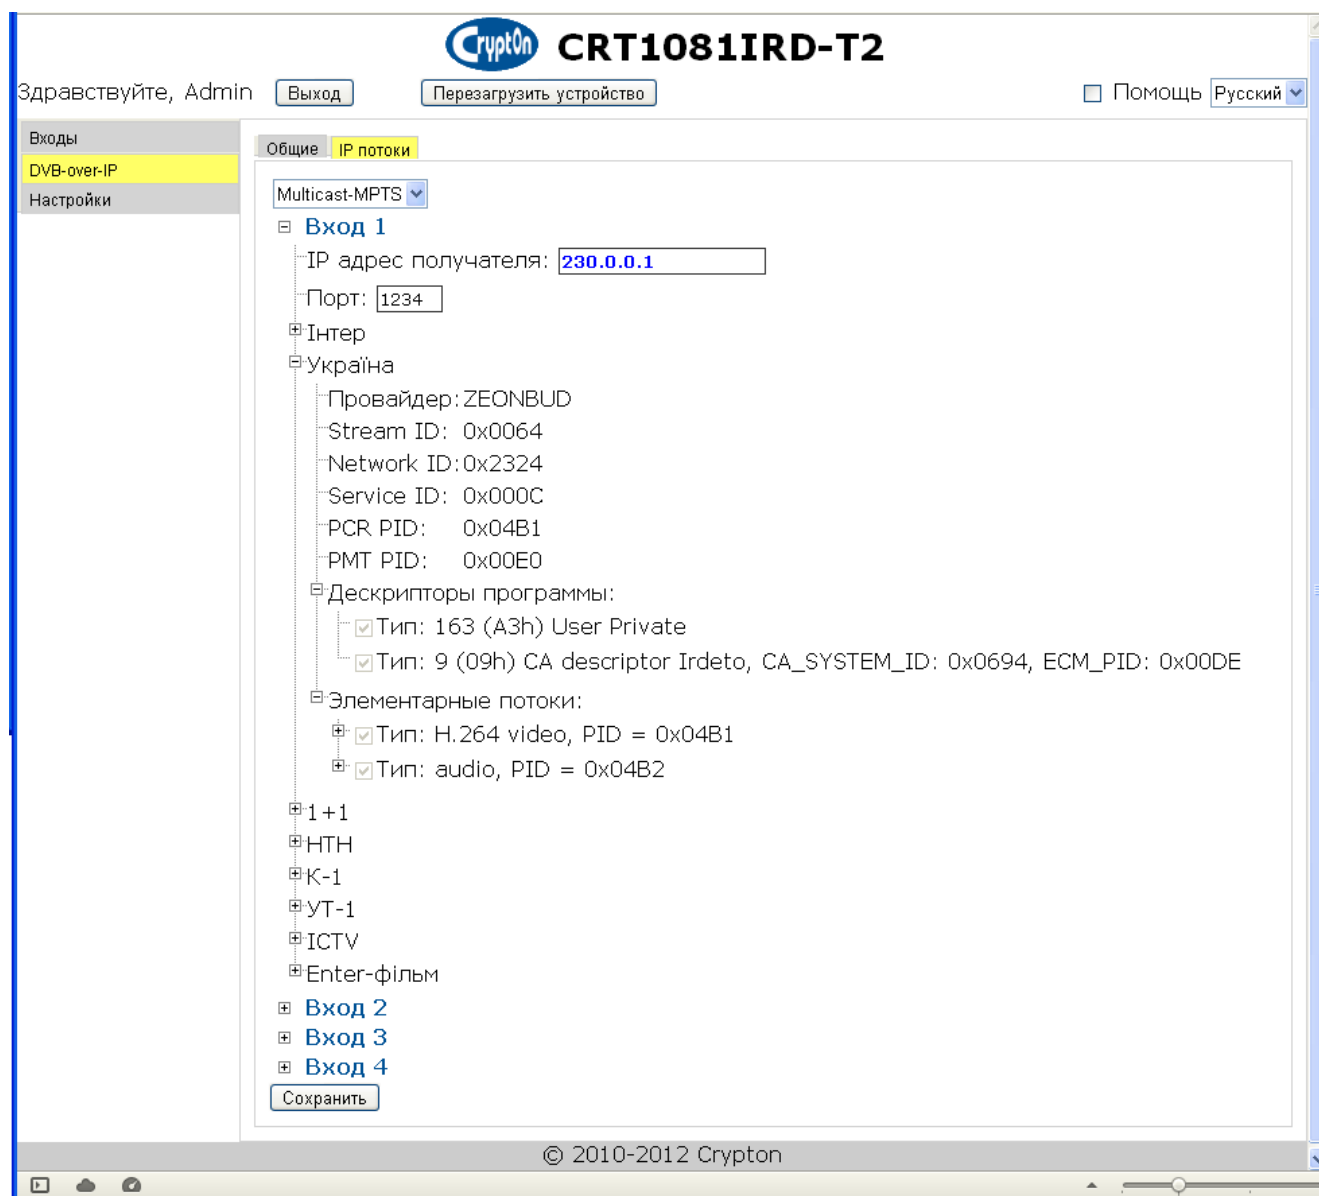 CryptOn CRT1081IRD-T2
Здравствуйте, Admin Выход Перезагрузить устройство Помощь Русский
Входы
DVB-over-IP
Настройки
Общие IP потоки
Multicast-MPTS
Вход 1
IP адрес получателя: 230.0.0.1
Порт: 1234
Інтер
Україна
Провайдер: ZEONBUD
Stream ID: 0x0064
Network ID: 0x2324
Service ID: 0x000C
PCR PID: 0x04B1
PMT PID: 0x00E0
Дескрипторы программы:
Тип: 163 (A3h) User Private
Тип: 9 (09h) CA descriptor Irdeto, CA_SYSTEM_ID: 0x0694, ECM_PID: 0x00DE
Элементарные потоки:
Тип: H.264 video, PID = 0x04B1
Тип: audio, PID = 0x04B2
1+1
НТН
К-1
УТ-1
ICTV
Enter-фільм
Вход 2
Вход 3
Вход 4
Сохранить
© 2010-2012 Crypton